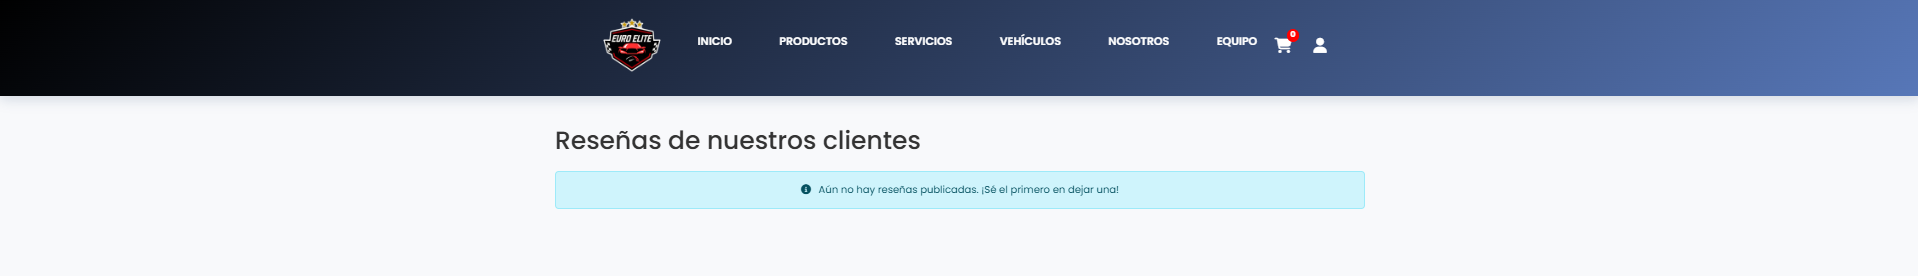 EURO ELITE
INICIO PRODUCTOS SERVICIOS VEHÍCULOS NOSOTROS EQUIPO 0
Reseñas de nuestros clientes
Aún no hay reseñas publicadas. ¡Sé el primero en dejar una!